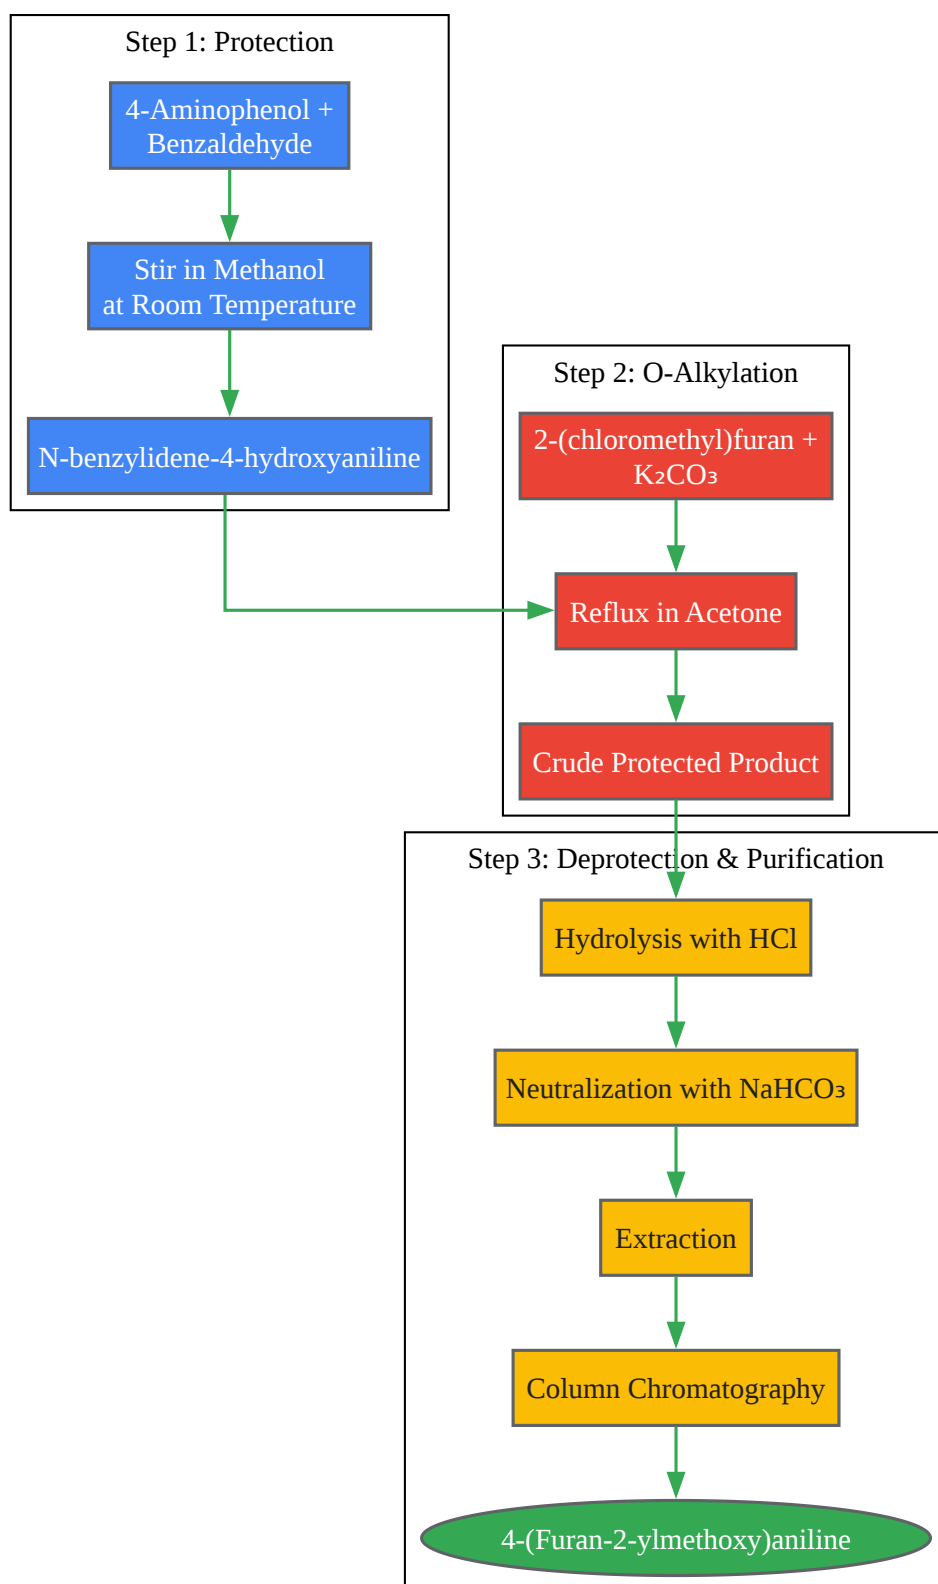 Step 1: Protection
4-Aminophenol +
Benzaldehyde
Stir in Methanol
at Room Temperature
N-benzylidene-4-hydroxyaniline
Step 2: O-Alkylation
2-(chloromethyl)furan +
K₂CO₃
Reflux in Acetone
Crude Protected Product
Step 3: Deprotection & Purification
Hydrolysis with HCl
Neutralization with NaHCO₃
Extraction
Column Chromatography
4-(Furan-2-ylmethoxy)aniline